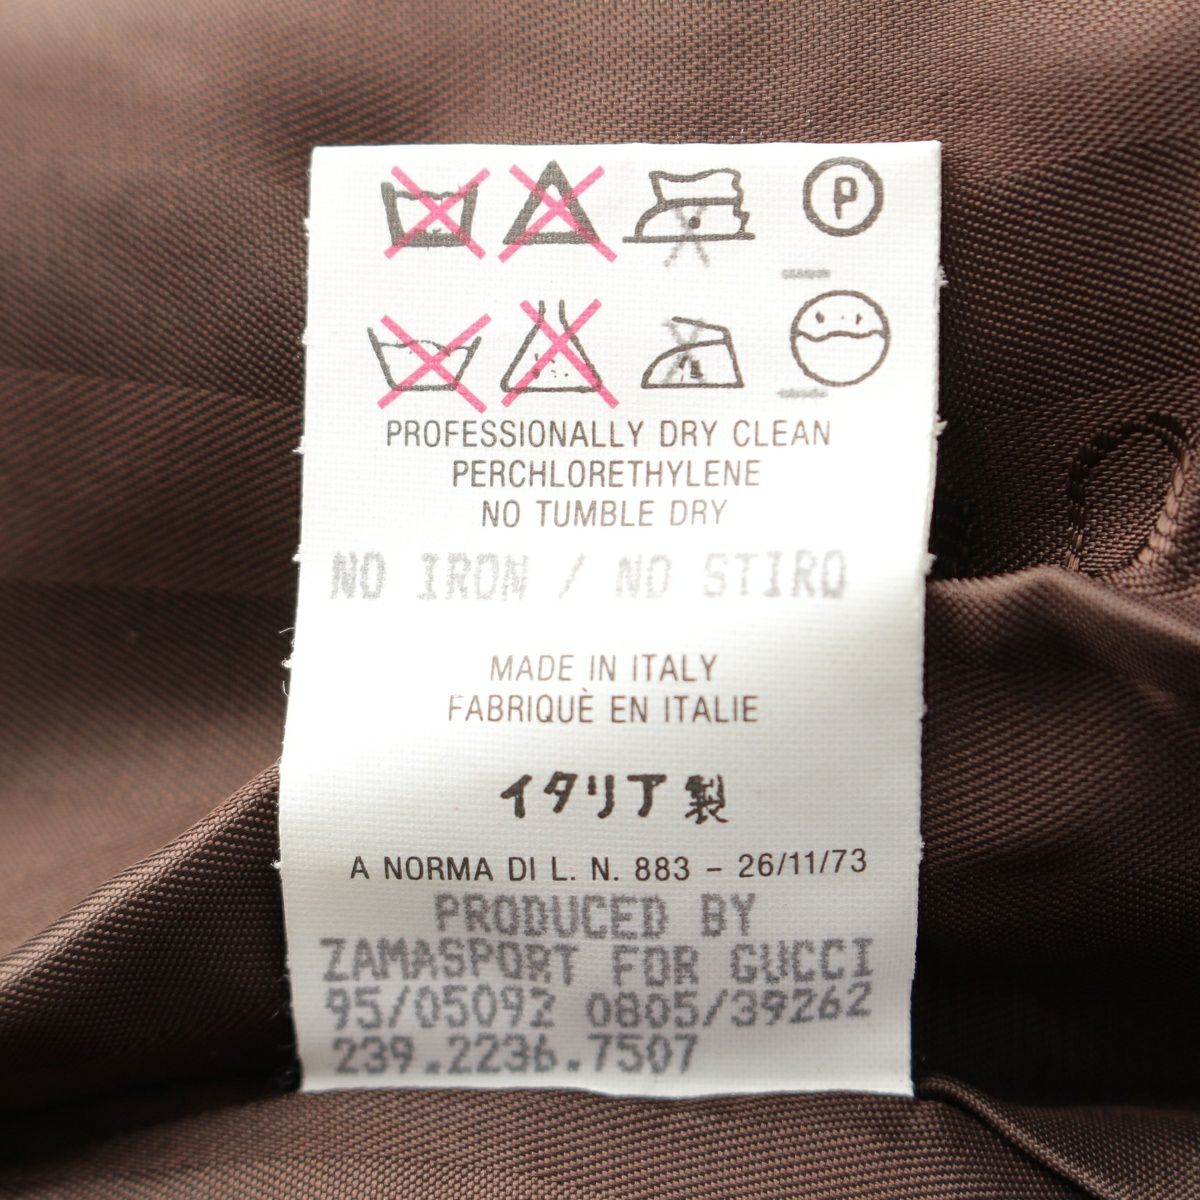 P
PROFESSIONALLY DRY CLEAN
PERCHLORETHYLENE
NO TUMBLE DRY
NO IRON / NO STIRO
MADE IN ITALY
FABRIQUÈ EN ITALIE
イタリア製
A NORMA DI L. N. 883 – 26/11/73
PRODUCED BY
ZAMASPORT FOR GUCCI
95/05092 0805/39262
239.2236.7507